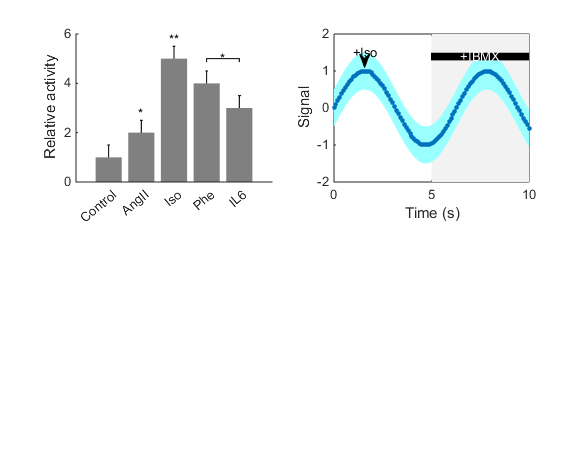 Relative activity
6
4
2
0
*
**
*
Control
AngII
Iso
Phe
IL6
Signal
2
1
0
-1
-2
+Iso
+IBMX
0
5
10
Time (s)